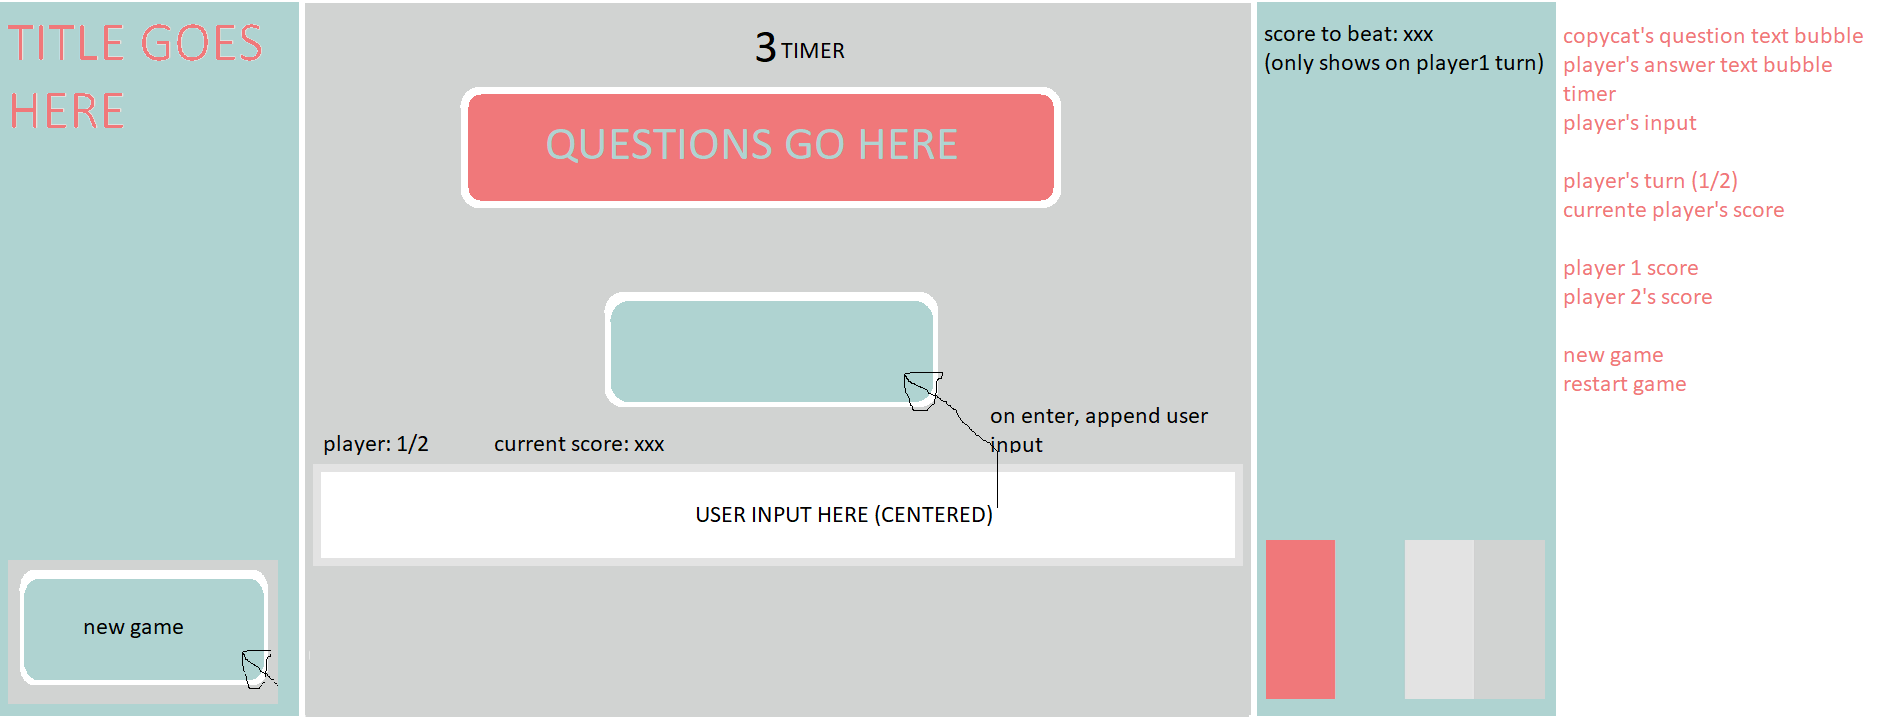 TITLE GOES
HERE
new game
3 TIMER
QUESTIONS GO HERE
on enter, append user
input
player: 1/2
current score: xxx
USER INPUT HERE (CENTERED)
score to beat: xxx
(only shows on player1 turn)
copycat's question text bubble
player's answer text bubble
timer
player's input
player's turn (1/2)
currente player's score
player 1 score
player 2's score
new game
restart game